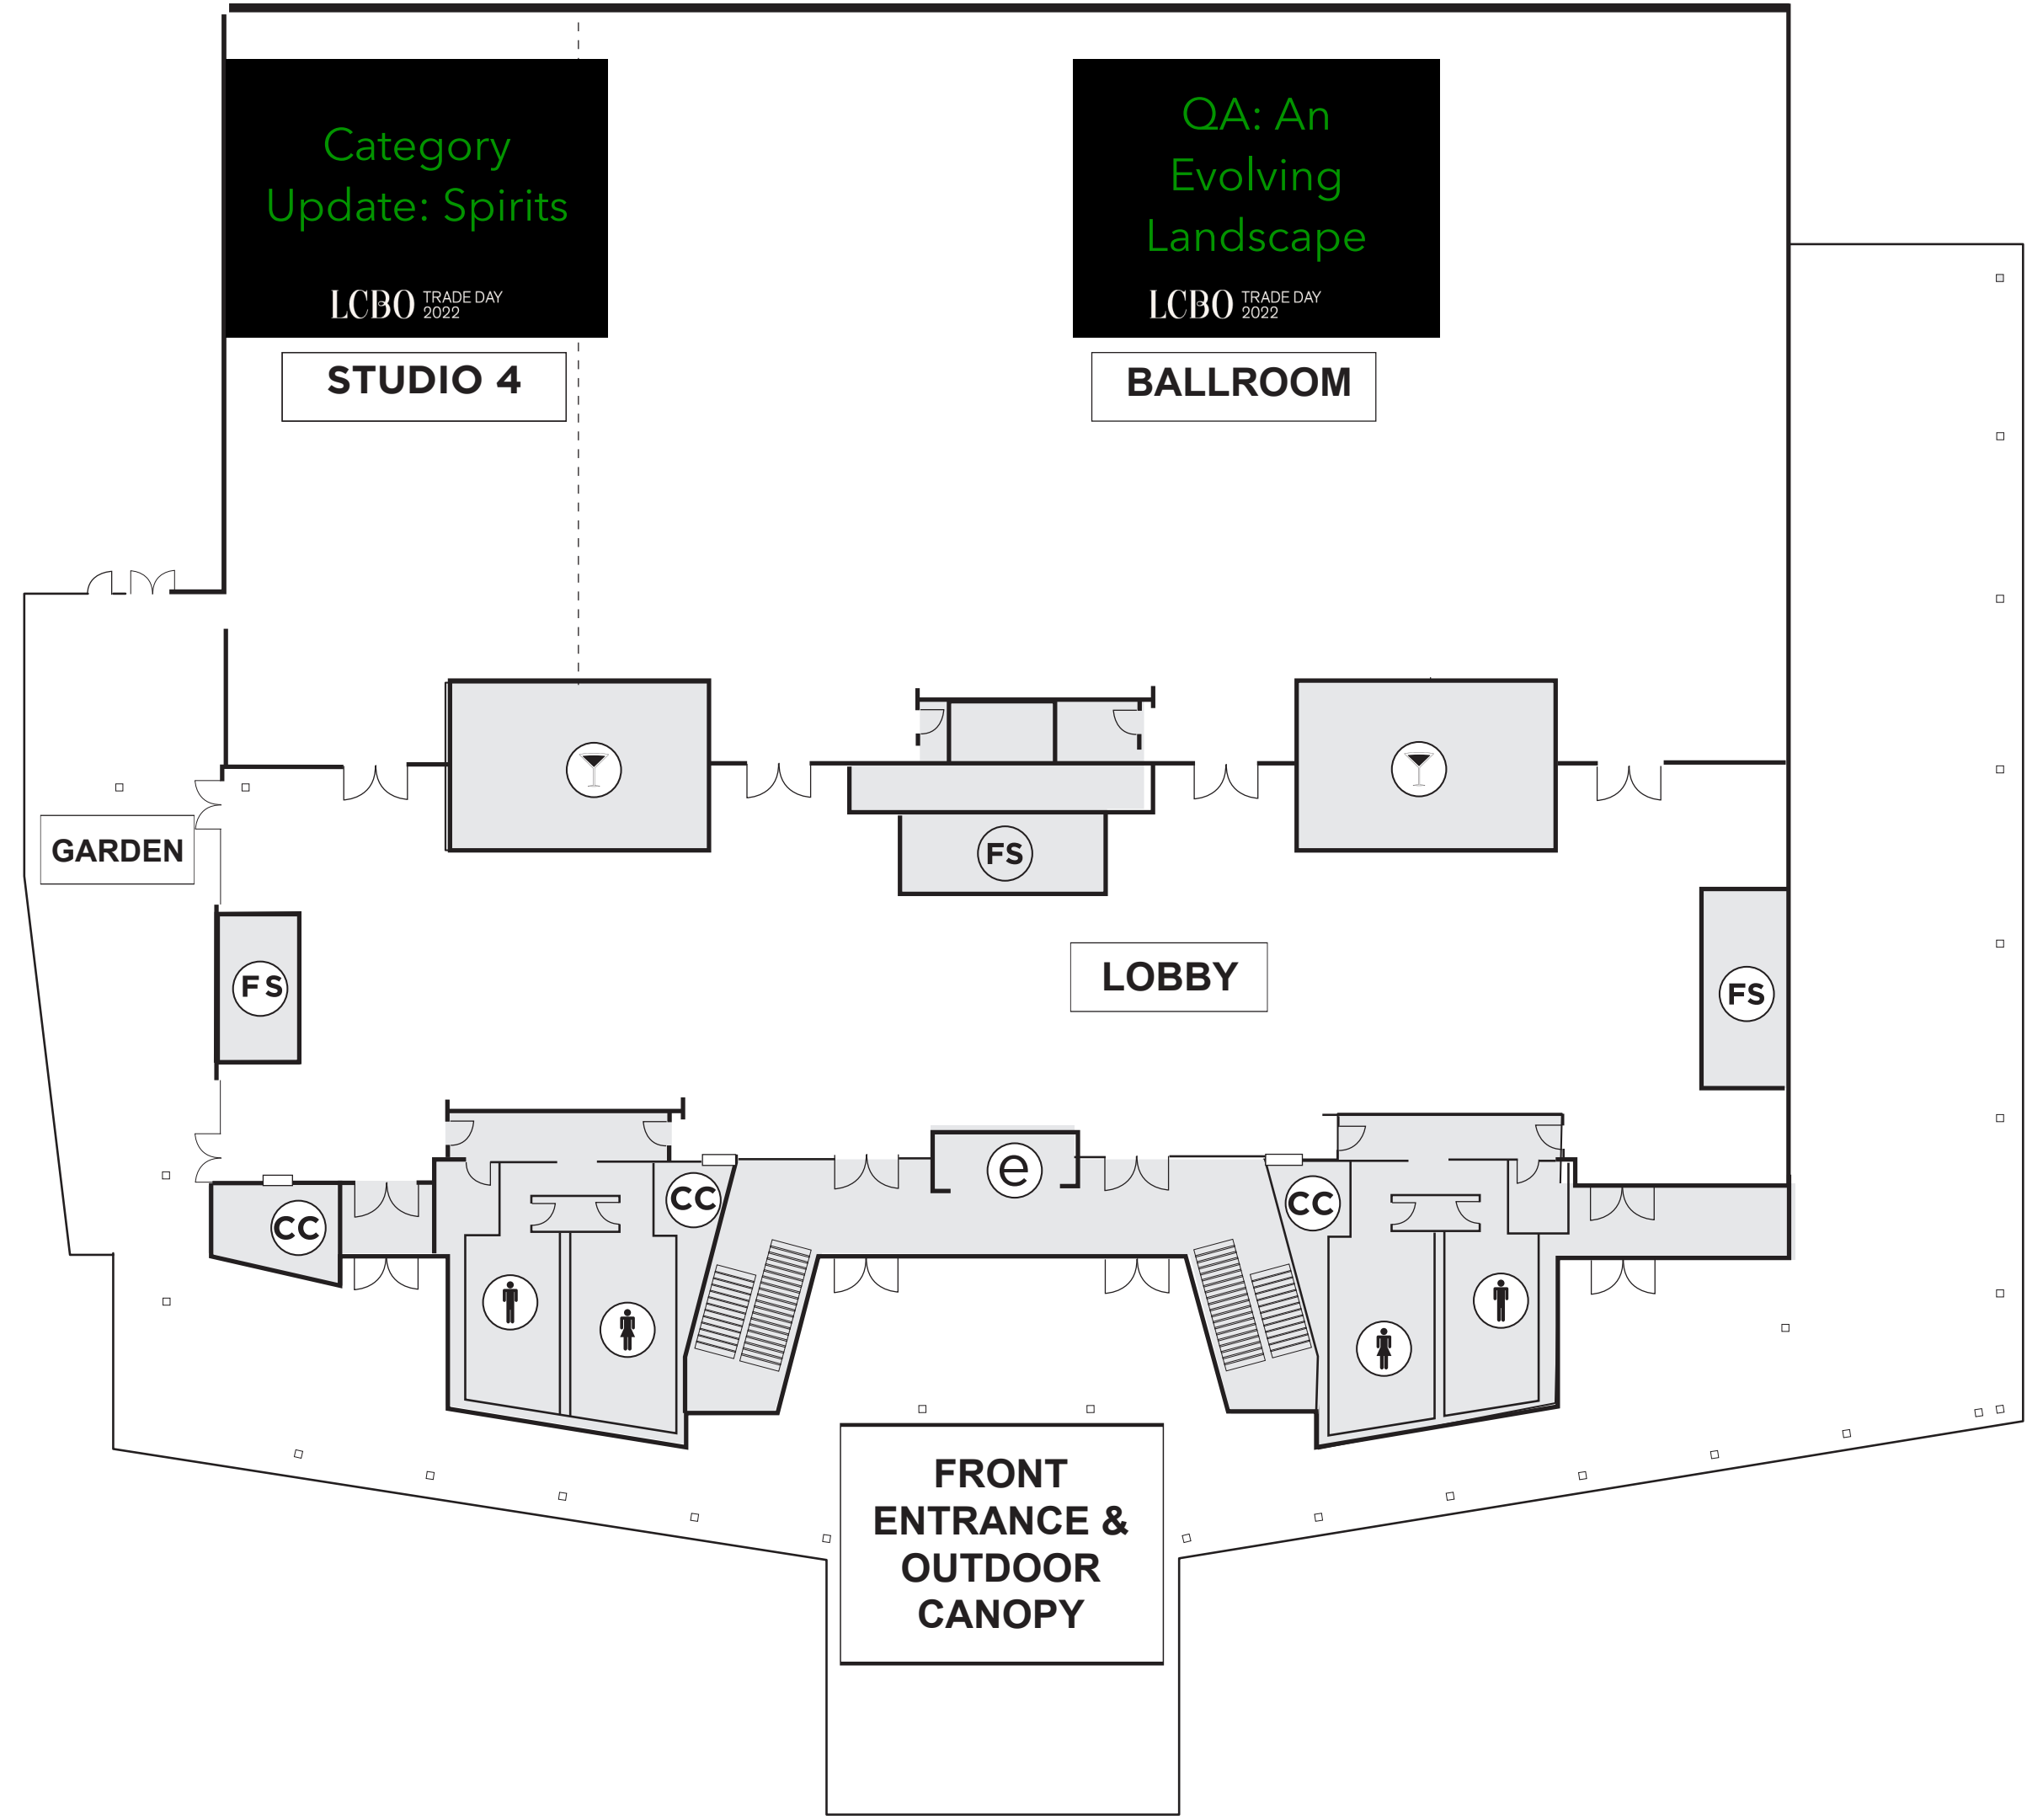 Category
Update: Spirits
LCBO TRADE DAY
2022
STUDIO 4
QA: An
Evolving
Landscape
LCBO TRADE DAY
2022
BALLROOM
GARDEN
FS
FS
LOBBY
FS
CC
CC
e
CC
FRONT
ENTRANCE &
OUTDOOR
CANOPY